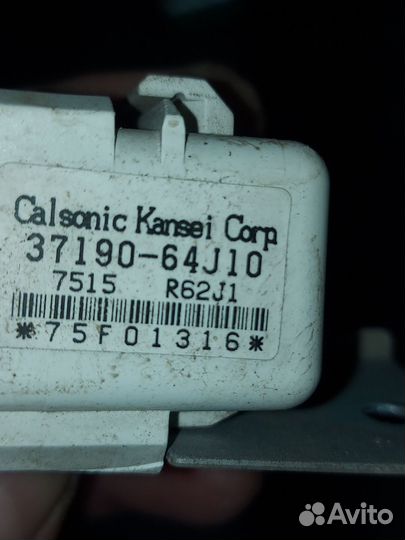 Calsonic Kansei Corp
37190-64J10
7515 R62J1
*75F01316*
Avito